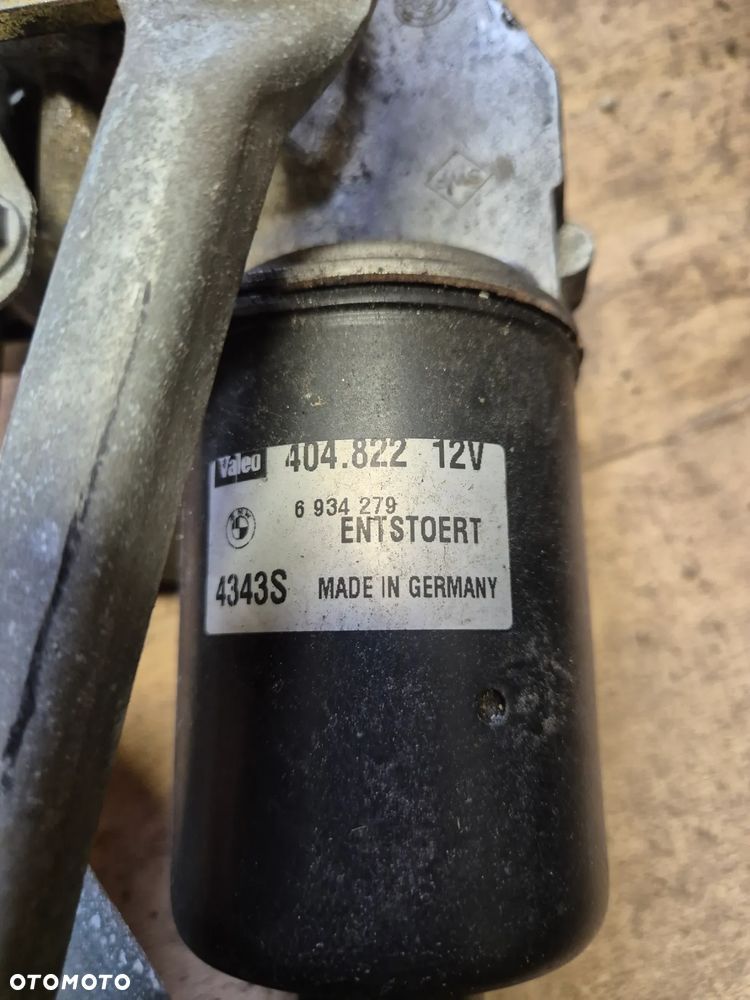 Valeo 404.822 12V
6 934 279
ENTSTOERT
4343S MADE IN GERMANY
OTOMOTO